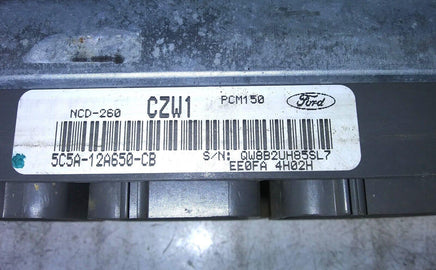 NCD-260 CZW1 PCM150 Ford
5C5A-12A650-CB S/N: QW8B2UH85SL7
EE0FA 4H02H